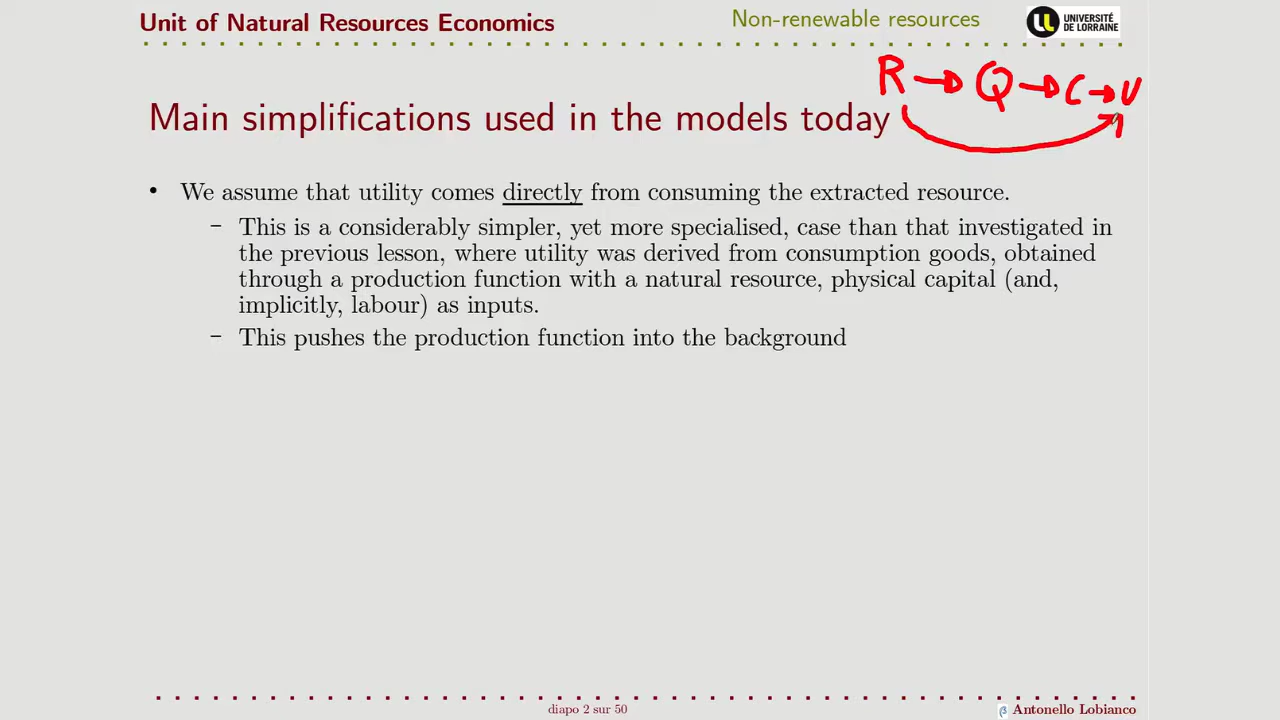 Unit of Natural Resources Economics
Non-renewable resources
UL UNIVERSITÉ
DE LORRAINE
R → Q → C → U
Main simplifications used in the models today
• We assume that utility comes directly from consuming the extracted resource.
– This is a considerably simpler, yet more specialised, case than that investigated in
the previous lesson, where utility was derived from consumption goods, obtained
through a production function with a natural resource, physical capital (and,
implicitly, labour) as inputs.
– This pushes the production function into the background
diapo 2 sur 50
β Antonello Lobianco